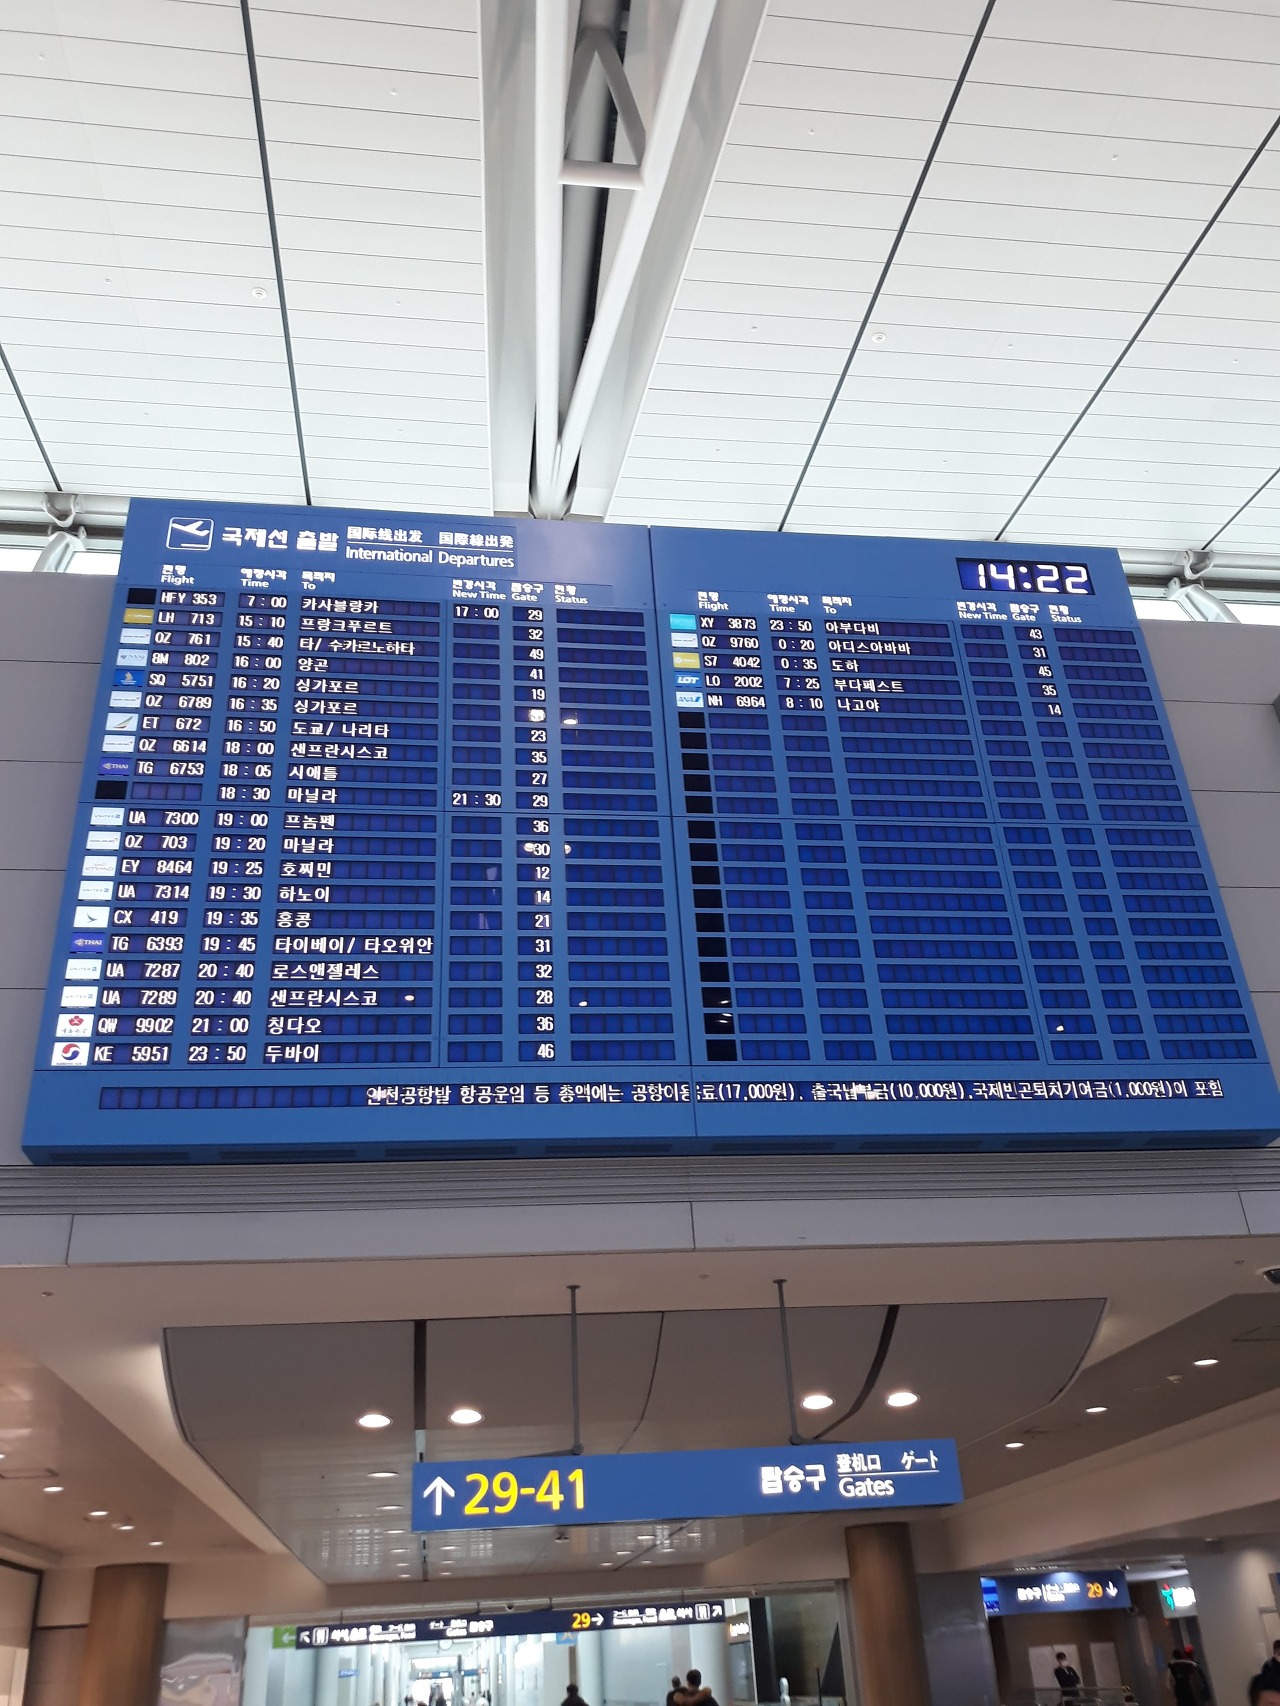 국제선 출발 国际线出发 国際線出発
International Departures
14:22
편명 예정시각 목적지 변경시각 탑승구 현황
Flight Time To New Time Gate Status
HFY 353 7:00 카사블랑카 17:00 29
LH 713 15:10 프랑크푸르트 32
OZ 761 15:40 타/ 수카르노하타 49
8M 802 16:00 양곤 41
SQ 5751 16:20 싱가포르 19
OZ 6789 16:35 싱가포르
ET 672 16:50 도쿄/ 나리타 23
OZ 6614 18:00 샌프란시스코 35
THAI TG 6753 18:05 시애틀 27
18:30 마닐라 21:30 29
UA 7300 19:00 프놈펜 36
OZ 703 19:20 마닐라 30
EY 8464 19:25 호찌민 12
UA 7314 19:30 하노이 14
CX 419 19:35 홍콩 21
THAI TG 6393 19:45 타이베이/ 타오위안 31
UA 7287 20:40 로스앤젤레스 32
UA 7289 20:40 샌프란시스코 28
QW 9902 21:00 칭다오 36
KE 5951 23:50 두바이 46
편명 예정시각 목적지 변경시각 탑승구 현황
Flight Time To New Time Gate Status
XY 3873 23:50 아부다비 43
OZ 9760 0:20 아디스아바바 31
S7 4042 0:35 도하 45
LOT LO 2002 7:25 부다페스트 35
ANA NH 6964 8:10 나고야 14
인천공항발 항공운임 등 총액에는 공항이용료(17,000원), 출국납부금(10,000원),국제빈곤퇴치기여금(1,000원)이 포함
↑ 29-41 탑승구 登机口 ゲート
Gates
29→
탑승구 29↓